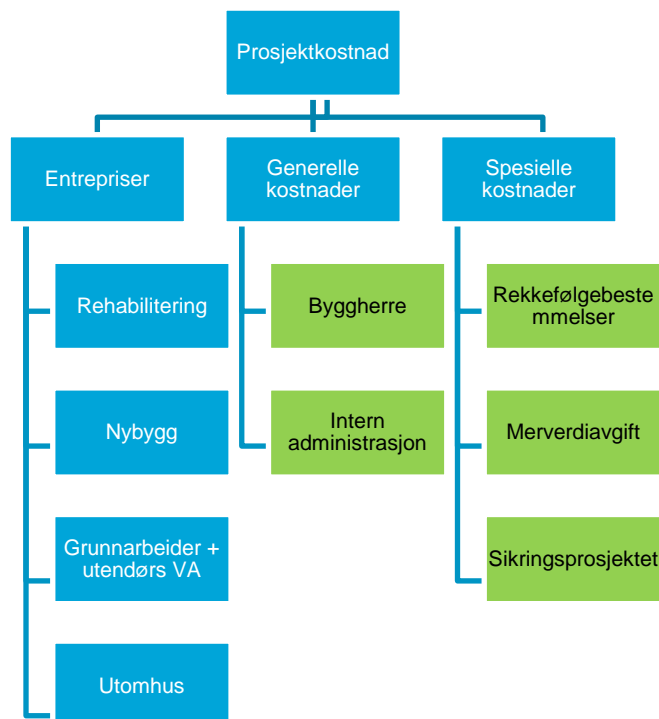 Prosjektkostnad
Entrepriser
Generelle
kostnader
Spesielle
kostnader
Rehabilitering
Byggherre
Rekkefølgebeste
mmelser
Nybygg
Intern
administrasjon
Merverdiavgift
Grunnarbeider +
utendørs VA
Sikringsprosjektet
Utomhus